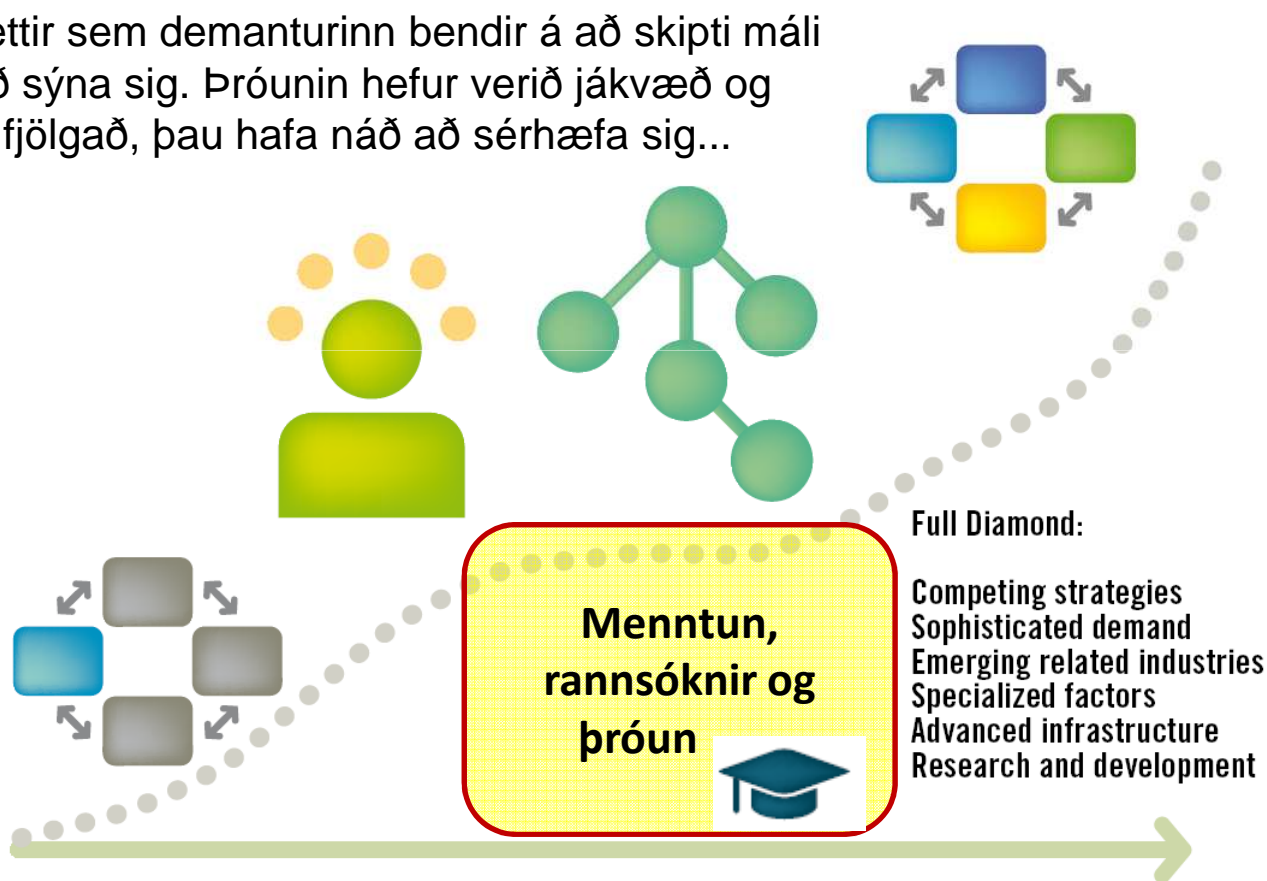 ettir sem demanturinn bendir á að skipti máli
ð sýna sig. Þróunin hefur verið jákvæð og
fjölgað, þau hafa náð að sérhæfa sig...
Menntun,
rannsóknir og
þróun
Full Diamond:
Competing strategies
Sophisticated demand
Emerging related industries
Specialized factors
Advanced infrastructure
Research and development